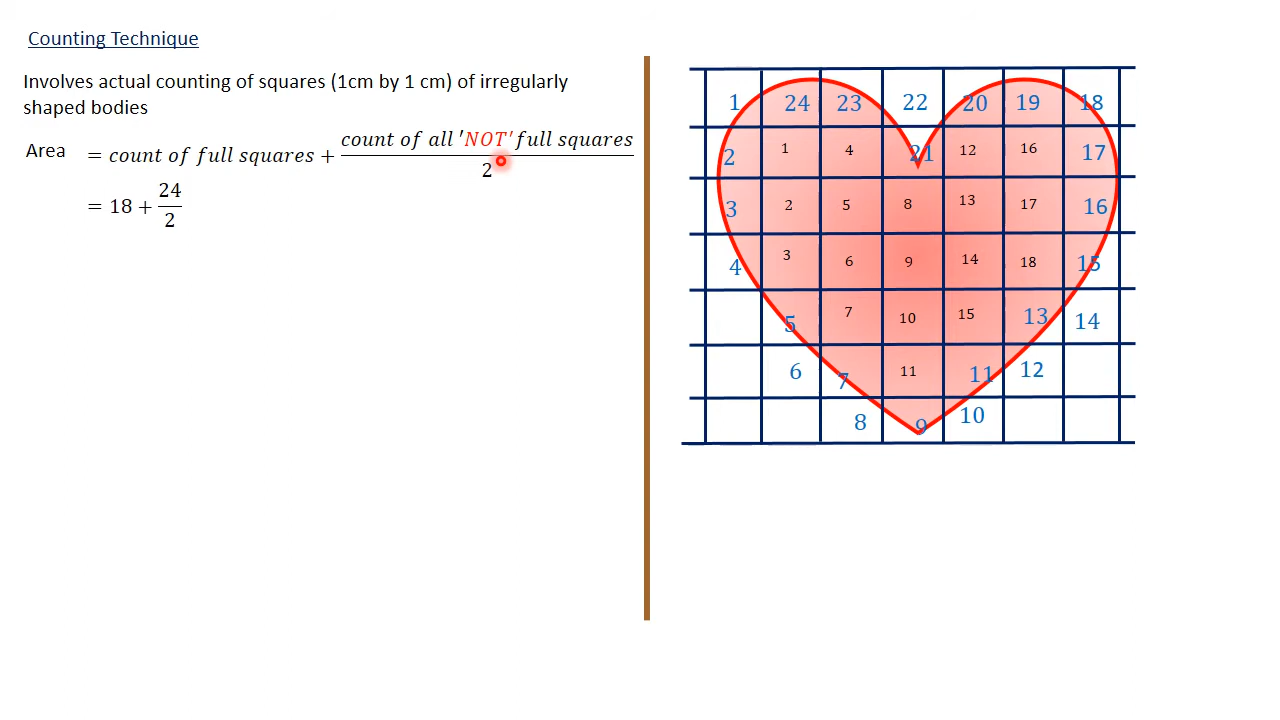 Counting Technique
Involves actual counting of squares (1cm by 1 cm) of irregularly
shaped bodies
Area = count of full squares + count of all 'NOT' full squares / 2
= 18 + 24/2
1 24 23 22 20 19 18
2 1 4 21 12 16 17
3 2 5 8 13 17 16
4 3 6 9 14 18 15
5 7 10 15 13 14
6 7 11 11 12
8 9 10